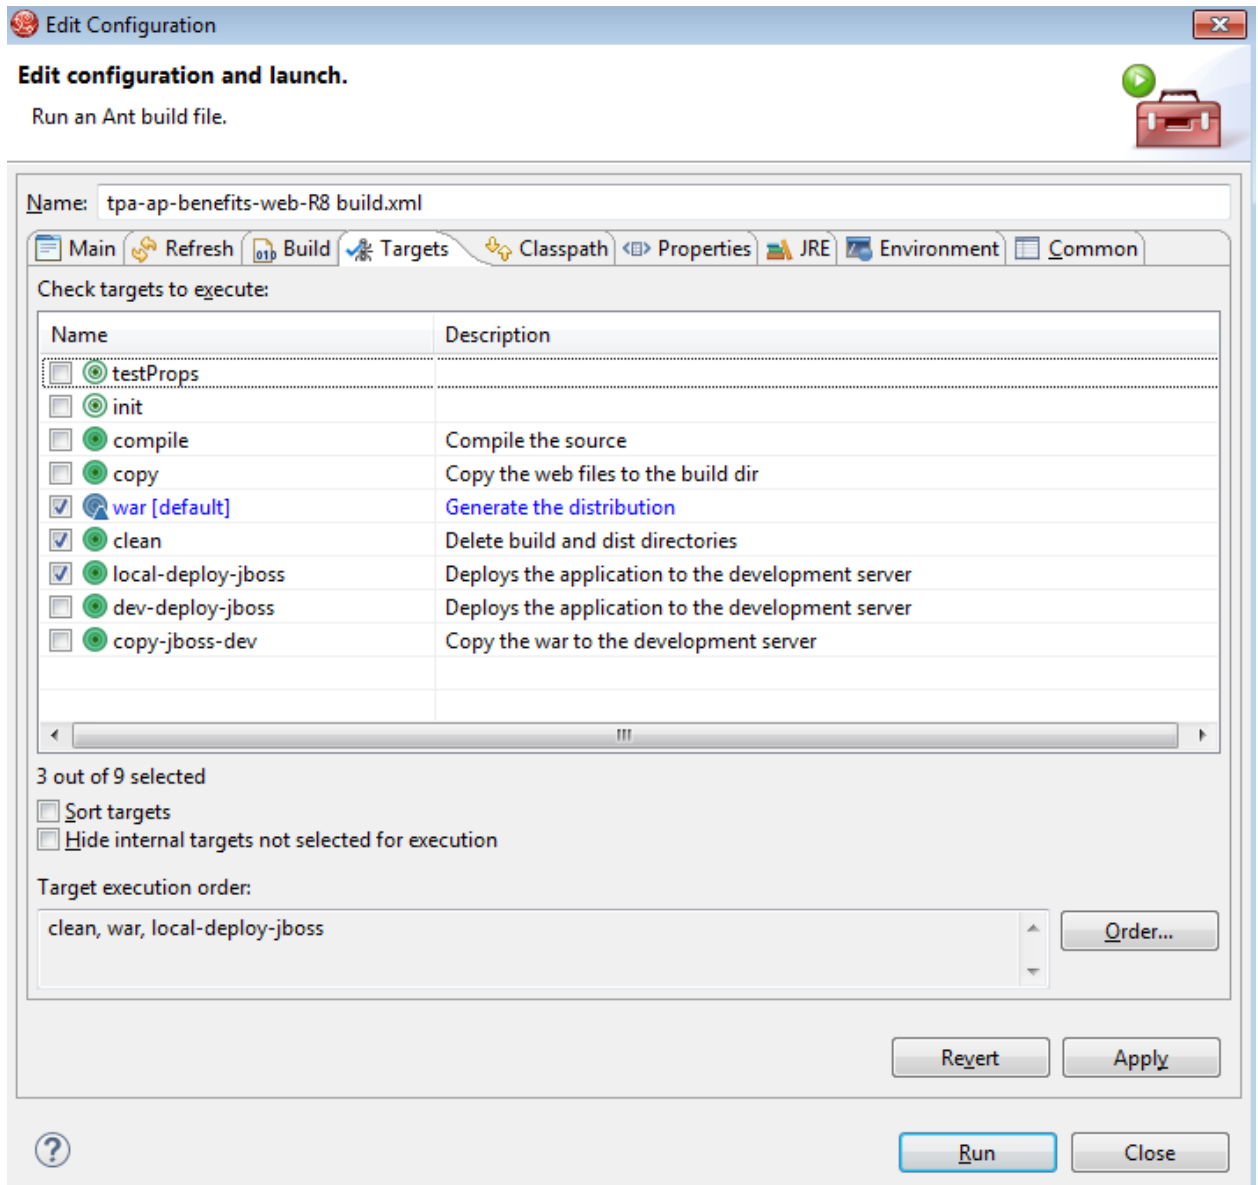 Edit Configuration
Edit configuration and launch.
Run an Ant build file.
Name: tpa-ap-benefits-web-R8 build.xml
Main Refresh Build Targets Classpath Properties JRE Environment Common
Check targets to execute:
Name Description
testProps
init
compile Compile the source
copy Copy the web files to the build dir
war [default] Generate the distribution
clean Delete build and dist directories
local-deploy-jboss Deploys the application to the development server
dev-deploy-jboss Deploys the application to the development server
copy-jboss-dev Copy the war to the development server
3 out of 9 selected
Sort targets
Hide internal targets not selected for execution
Target execution order:
clean, war, local-deploy-jboss
Order...
Revert Apply
Run Close